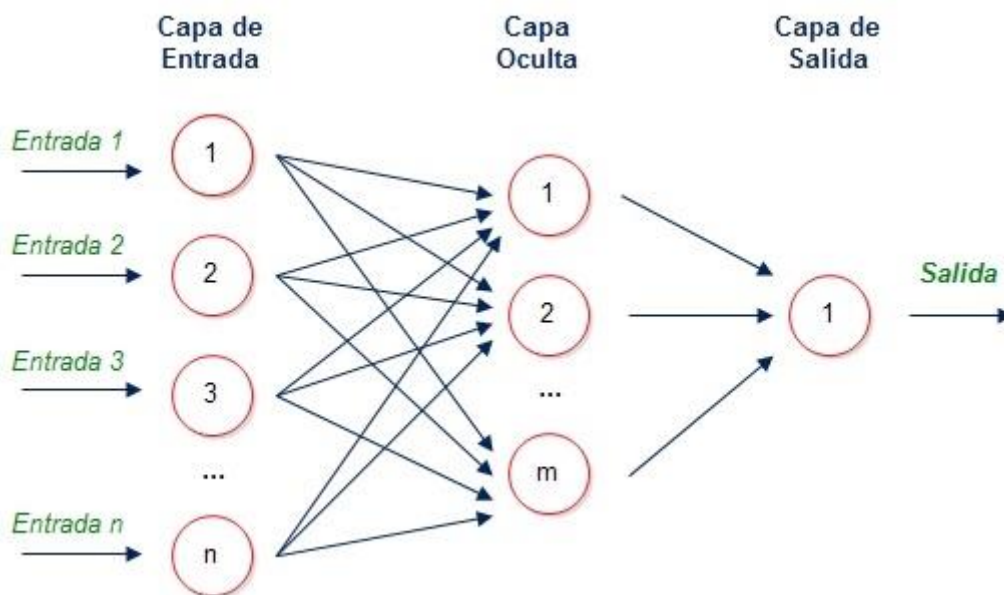 Capa de
Entrada
Capa
Oculta
Capa de
Salida
Entrada 1
1
Entrada 2
2
Entrada 3
3
...
Entrada n
n
1
2
...
m
1
Salida